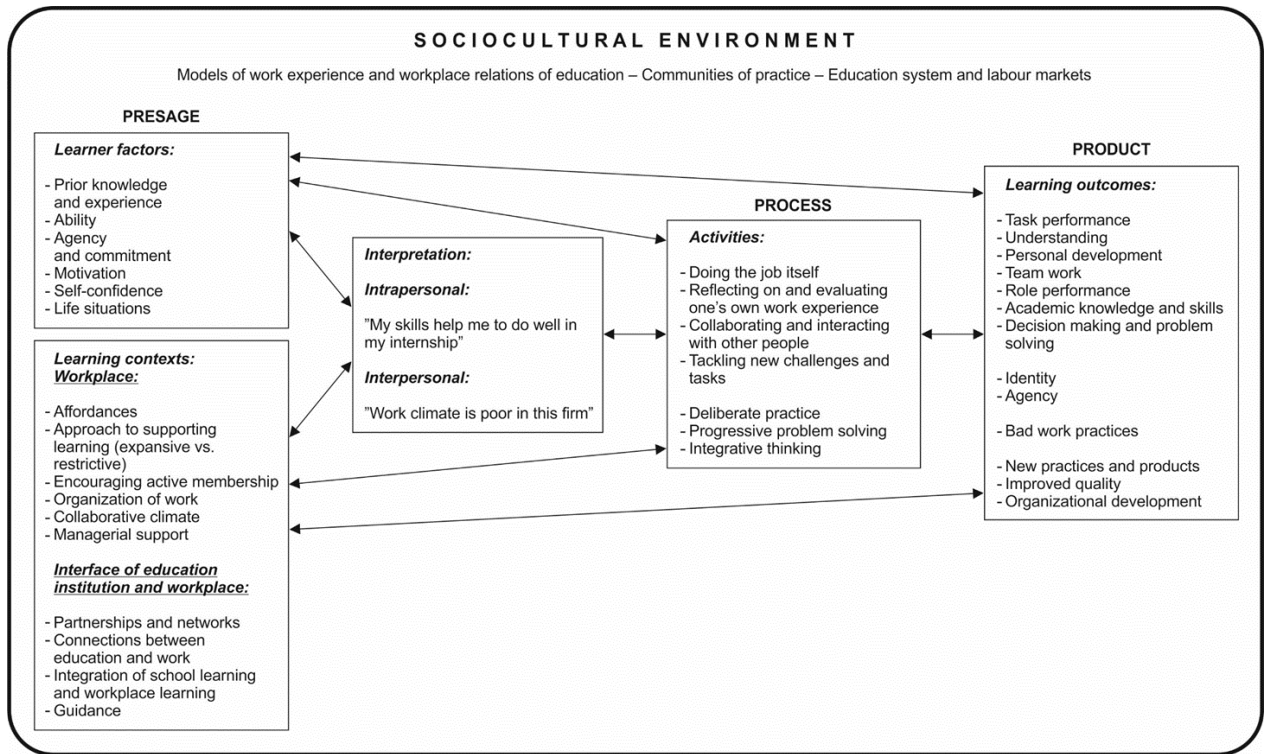 SOCIOCULTURAL ENVIRONMENT
Models of work experience and workplace relations of education – Communities of practice – Education system and labour markets
PRESAGE
Learner factors:
- Prior knowledge
and experience
- Ability
- Agency
and commitment
- Motivation
- Self-confidence
- Life situations
Learning contexts:
Workplace:
- Affordances
- Approach to supporting
learning (expansive vs.
restrictive)
- Encouraging active membership
- Organization of work
- Collaborative climate
- Managerial support
Interface of education
institution and workplace:
- Partnerships and networks
- Connections between
education and work
- Integration of school learning
and workplace learning
- Guidance
Interpretation:
Intrapersonal:
”My skills help me to do well in
my internship”
Interpersonal:
”Work climate is poor in this firm”
PROCESS
Activities:
- Doing the job itself
- Reflecting on and evaluating
one’s own work experience
- Collaborating and interacting
with other people
- Tackling new challenges and
tasks
- Deliberate practice
- Progressive problem solving
- Integrative thinking
PRODUCT
Learning outcomes:
- Task performance
- Understanding
- Personal development
- Team work
- Role performance
- Academic knowledge and skills
- Decision making and problem
solving
- Identity
- Agency
- Bad work practices
- New practices and products
- Improved quality
- Organizational development